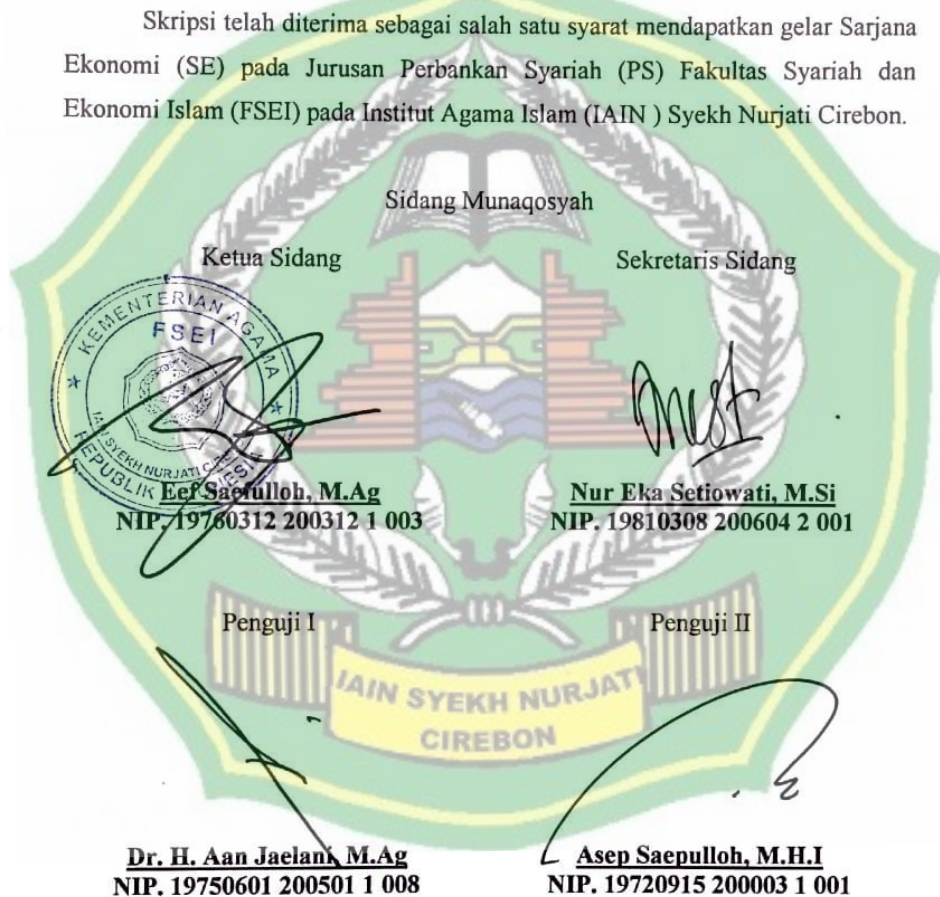 Skripsi telah diterima sebagai salah satu syarat mendapatkan gelar Sarjana
Ekonomi (SE) pada Jurusan Perbankan Syariah (PS) Fakultas Syariah dan
Ekonomi Islam (FSEI) pada Institut Agama Islam (IAIN ) Syekh Nurjati Cirebon.
Sidang Munaqosyah
Ketua Sidang
Sekretaris Sidang
KEMENTERIAN AGAMA
FSEI
IAIN SYEKH NURJATI
REPUBLIK
Eef Saefulloh, M.Ag
NIP. 19760312 200312 1 003
Nur Eka Setiowati, M.Si
NIP. 19810308 200604 2 001
Penguji I
Penguji II
IAIN SYEKH NURJATI
CIREBON
Dr. H. Aan Jaelani, M.Ag
NIP. 19750601 200501 1 008
Asep Saepulloh, M.H.I
NIP. 19720915 200003 1 001